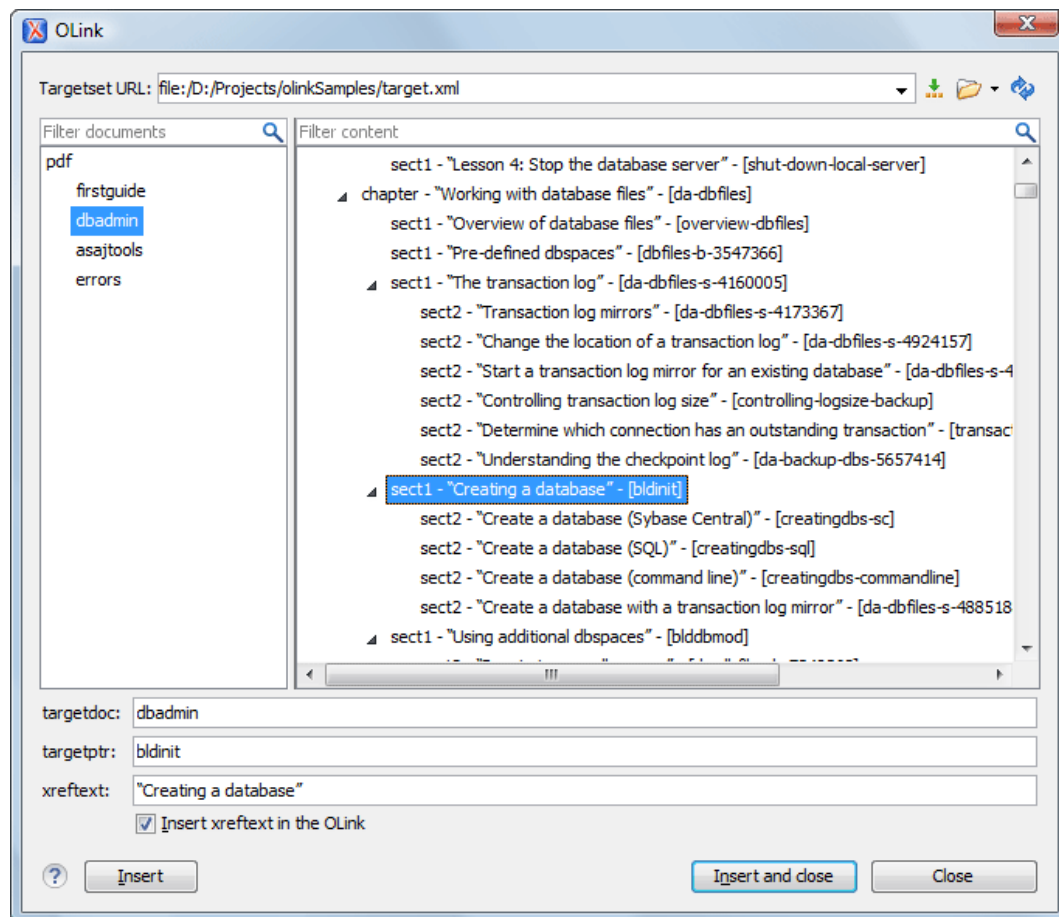 OLink
Targetset URL: file:/D:/Projects/olinkSamples/target.xml
Filter documents
Filter content
pdf
firstguide
dbadmin
asajtools
errors
sect1 - “Lesson 4: Stop the database server” - [shut-down-local-server]
chapter - “Working with database files” - [da-dbfiles]
sect1 - “Overview of database files” - [overview-dbfiles]
sect1 - “Pre-defined dbspaces” - [dbfiles-b-3547366]
sect1 - “The transaction log” - [da-dbfiles-s-4160005]
sect2 - “Transaction log mirrors” - [da-dbfiles-s-4173367]
sect2 - “Change the location of a transaction log” - [da-dbfiles-s-4924157]
sect2 - “Start a transaction log mirror for an existing database” - [da-dbfiles-s-4
sect2 - “Controlling transaction log size” - [controlling-logsize-backup]
sect2 - “Determine which connection has an outstanding transaction” - [transac
sect2 - “Understanding the checkpoint log” - [da-backup-dbs-5657414]
sect1 - “Creating a database” - [bldinit]
sect2 - “Create a database (Sybase Central)” - [creatingdbs-sc]
sect2 - “Create a database (SQL)” - [creatingdbs-sql]
sect2 - “Create a database (command line)” - [creatingdbs-commandline]
sect2 - “Create a database with a transaction log mirror” - [da-dbfiles-s-488518
sect1 - “Using additional dbspaces” - [blddbmod]
targetdoc: dbadmin
targetptr: bldinit
xreftext: “Creating a database”
Insert xreftext in the OLink
? Insert Insert and close Close